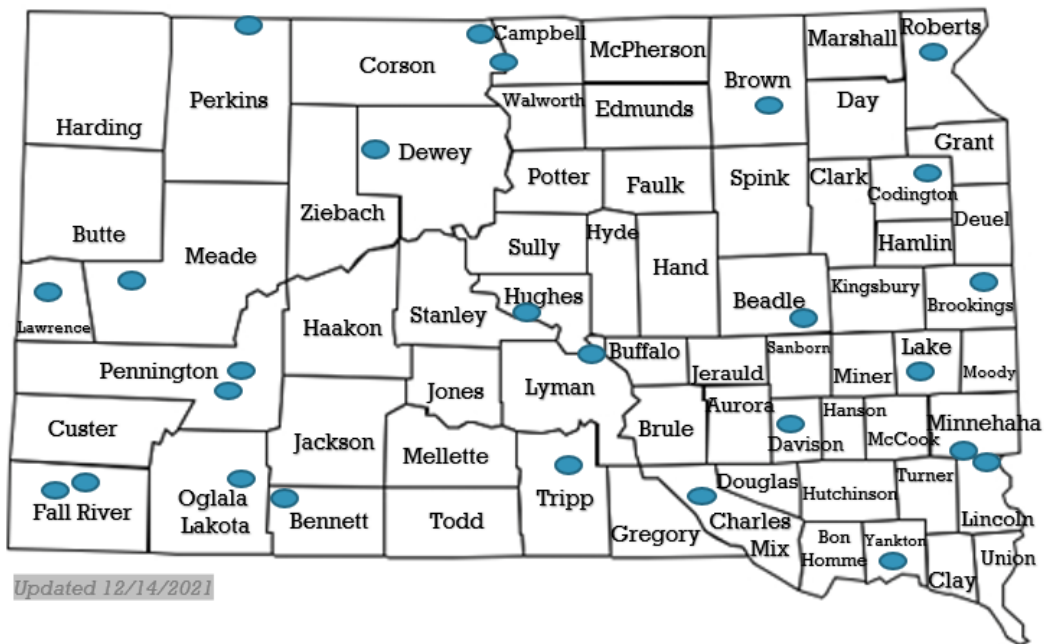 Campbell
Roberts
McPherson
Marshall
Corson
Brown
Perkins
Walworth
Edmunds
Day
Harding
Grant
Dewey
Potter
Faulk
Spink
Clark
Codington
Ziebach
Deuel
Butte
Meade
Sully
Hyde
Hamlin
Hand
Kingsbury
Hughes
Beadle
Brookings
Lawrence
Haakon
Stanley
Buffalo
Sanborn
Lake
Pennington
Jerauld
Miner
Moody
Jones
Lyman
Aurora
Hanson
Custer
Brule
Davison
McCook
Minnehaha
Jackson
Mellette
Turner
Douglas
Hutchinson
Oglala
Lakota
Tripp
Fall River
Bennett
Todd
Gregory
Charles
Mix
Lincoln
Bon
Homme
Yankton
Union
Clay
Updated 12/14/2021